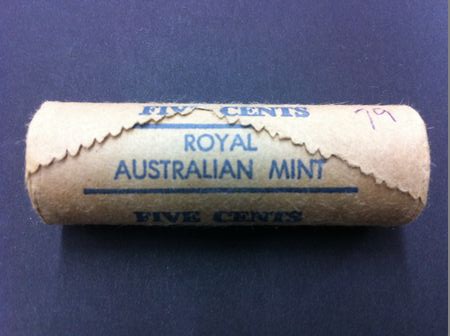 FIVE CENTS
79
ROYAL
AUSTRALIAN MINT
FIVE CENTS